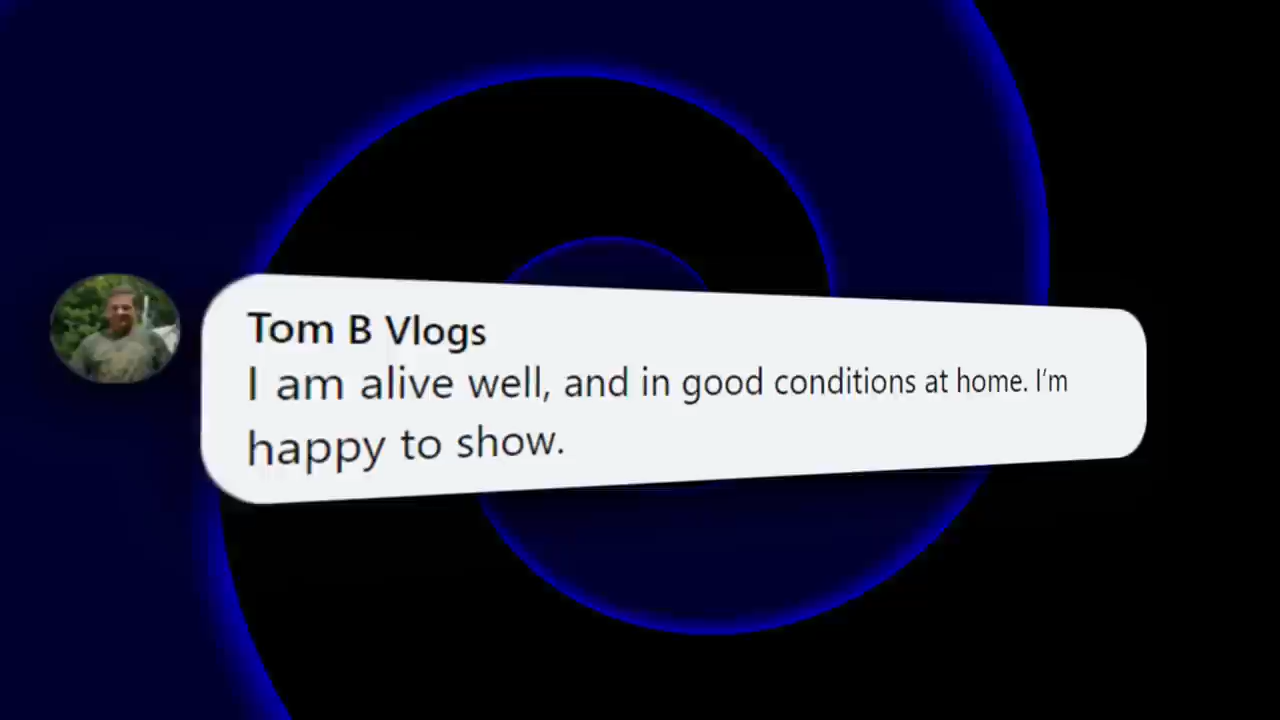 Tom B Vlogs
I am alive well, and in good conditions at home. I'm
happy to show.